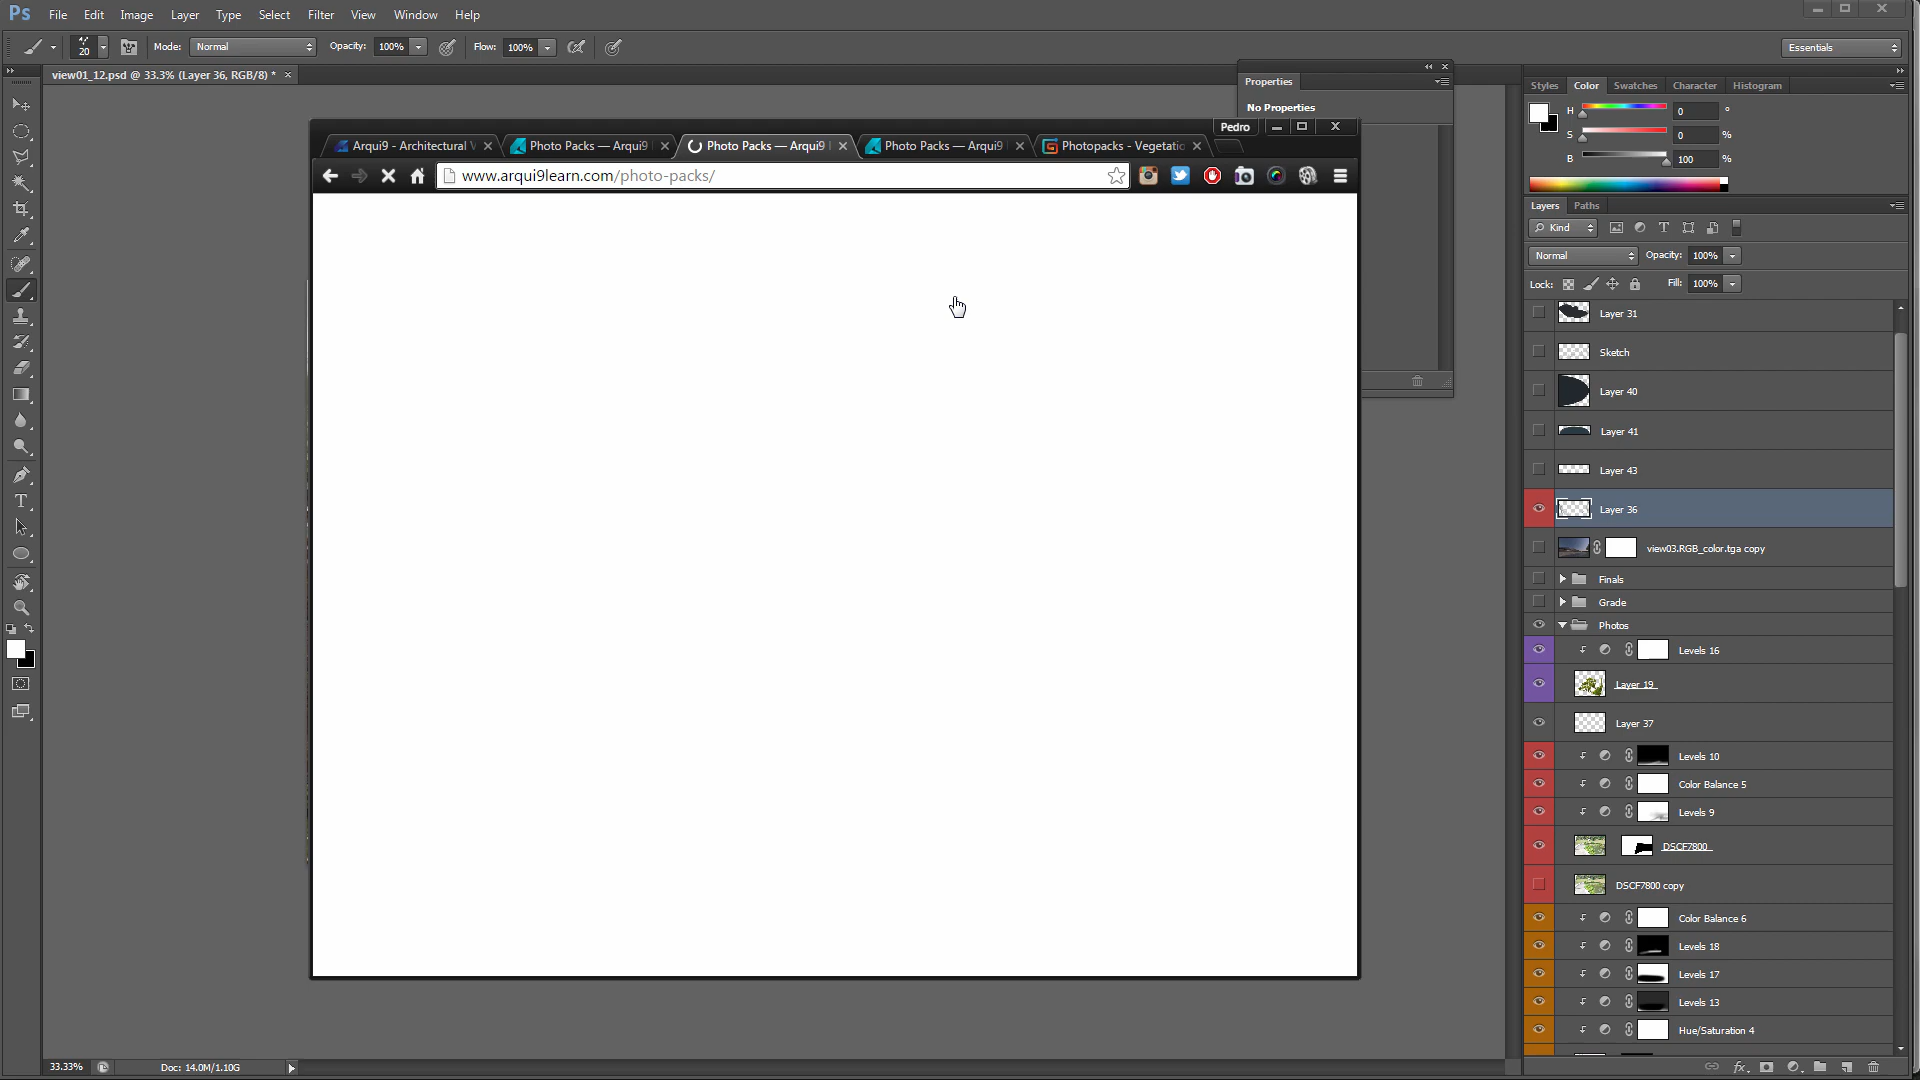 Ps File Edit Image Layer Type Select Filter View Window Help
20 Mode: Normal Opacity: 100% Flow: 100% Essentials
view01_12.psd @ 33.3% (Layer 36, RGB/8) *
Properties
No Properties
Pedro
Arqui9 - Architectural V
Photo Packs — Arqui9
Photo Packs — Arqui9
Photo Packs — Arqui9
Photopacks - Vegetatio
www.arqui9learn.com/photo-packs/
Styles Color Swatches Character Histogram
H 0 °
S 0 %
B 100 %
Layers Paths
Kind
Normal Opacity: 100%
Lock: Fill: 100%
Layer 31
Sketch
Layer 40
Layer 41
Layer 43
Layer 36
view03.RGB_color.tga copy
Finals
Grade
Photos
Levels 16
Layer 19
Layer 37
Levels 10
Color Balance 5
Levels 9
DSCF7800
DSCF7800 copy
Color Balance 6
Levels 18
Levels 17
Levels 13
Hue/Saturation 4
33.33% Doc: 14.0M/1.10G
fx